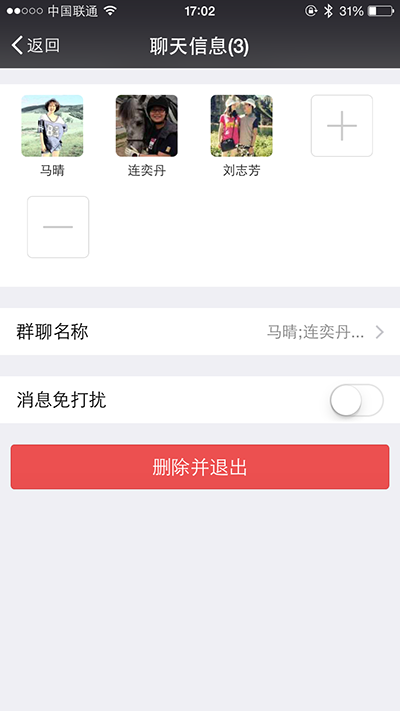 中国联通 17:02 31%
返回 聊天信息(3)
马晴 连奕丹 刘志芳
群聊名称 马晴;连奕丹...
消息免打扰
删除并退出